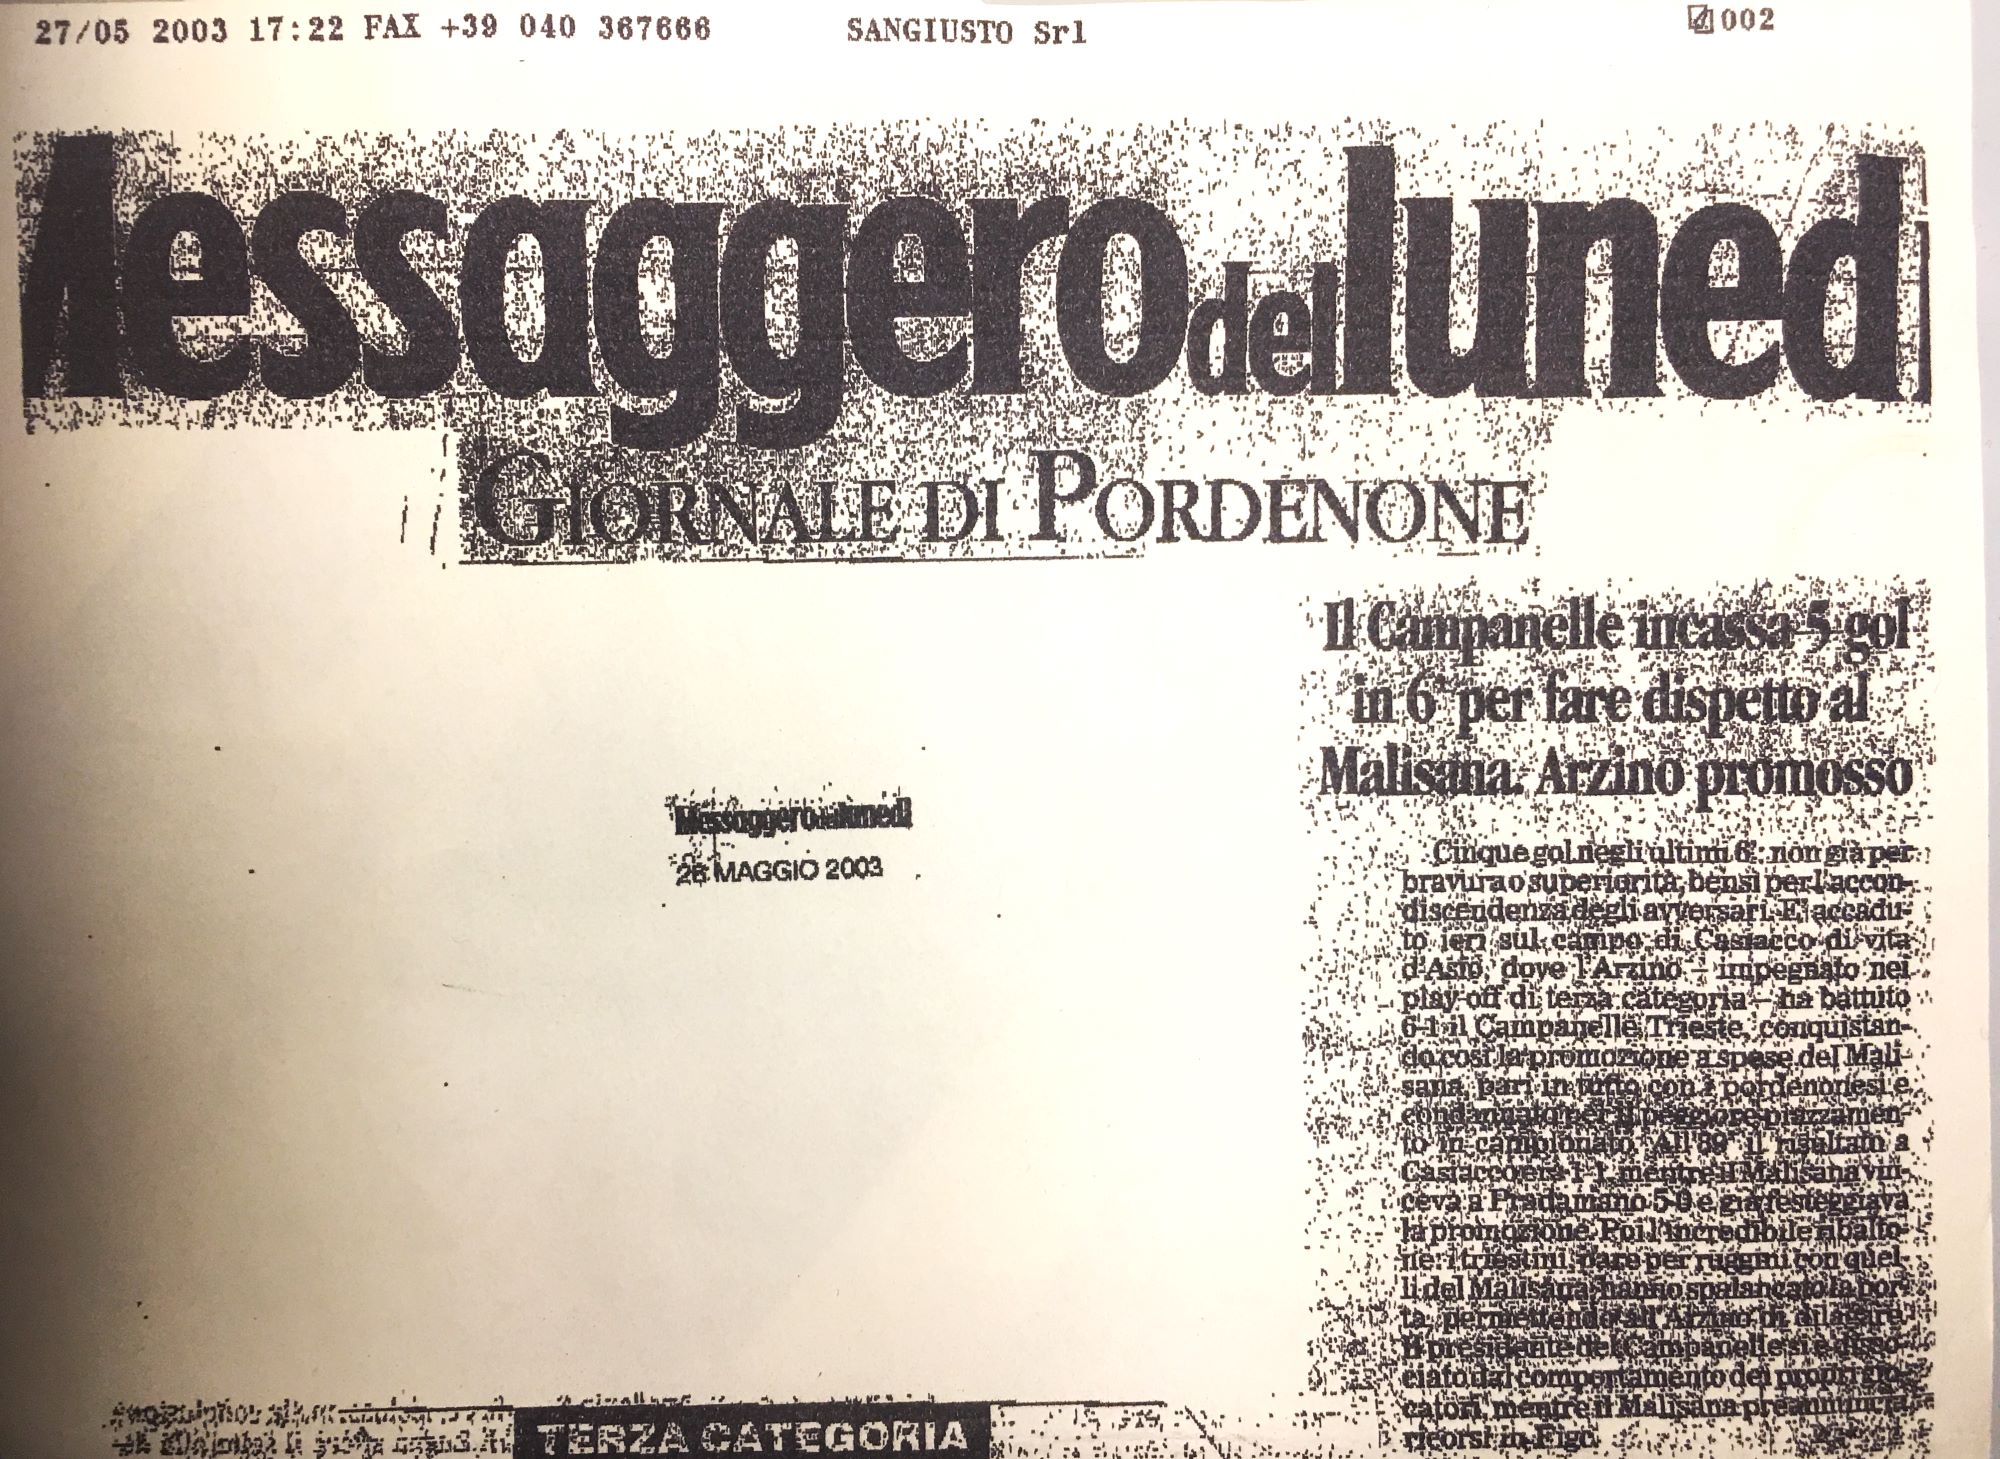 27/05 2003 17:22 FAX +39 040 367666 SANGIUSTO Srl 002
Messaggero del luned
GIORNALE DI PORDENONE
Il Campanelle incassa 5 gol
in 6' per fare dispetto al
Malisana. Arzino promosso
Messaggero del lunedì
26 MAGGIO 2003
Cinque gol negli ultimi 6', non già per
bravura o superiorità, bensì per l'accon-
discendenza degli avversari. E' accadu-
to ieri sul campo di Casiacco di vita
d'Asio, dove l'Arzino – impegnato nei
play-off di terza categoria – ha battuto
6-1 il Campanelle Trieste, conquistan-
do così la promozione a spese del Mali-
sana, pari in tutto con i pordenonesi e
condannato per il peggiore piazzamen-
to in campionato. All'89' il risultato a
Casiacco era 1-1, mentre il Malisana vin-
ceva a Pradamano 5-0 e già festeggiava
la promozione. Poi l'incredibile ribalto-
ne: i triestini, pare per ruggini con quel-
li del Malisana, hanno spalancato la por-
ta, permettendo all'Arzino di dilagare.
Il presidente del Campanelle si è disso-
ciato dal comportamento dei propri gio-
catori, mentre il Malisana preannuncia
ricorsi in Figc.
TERZA CATEGORIA